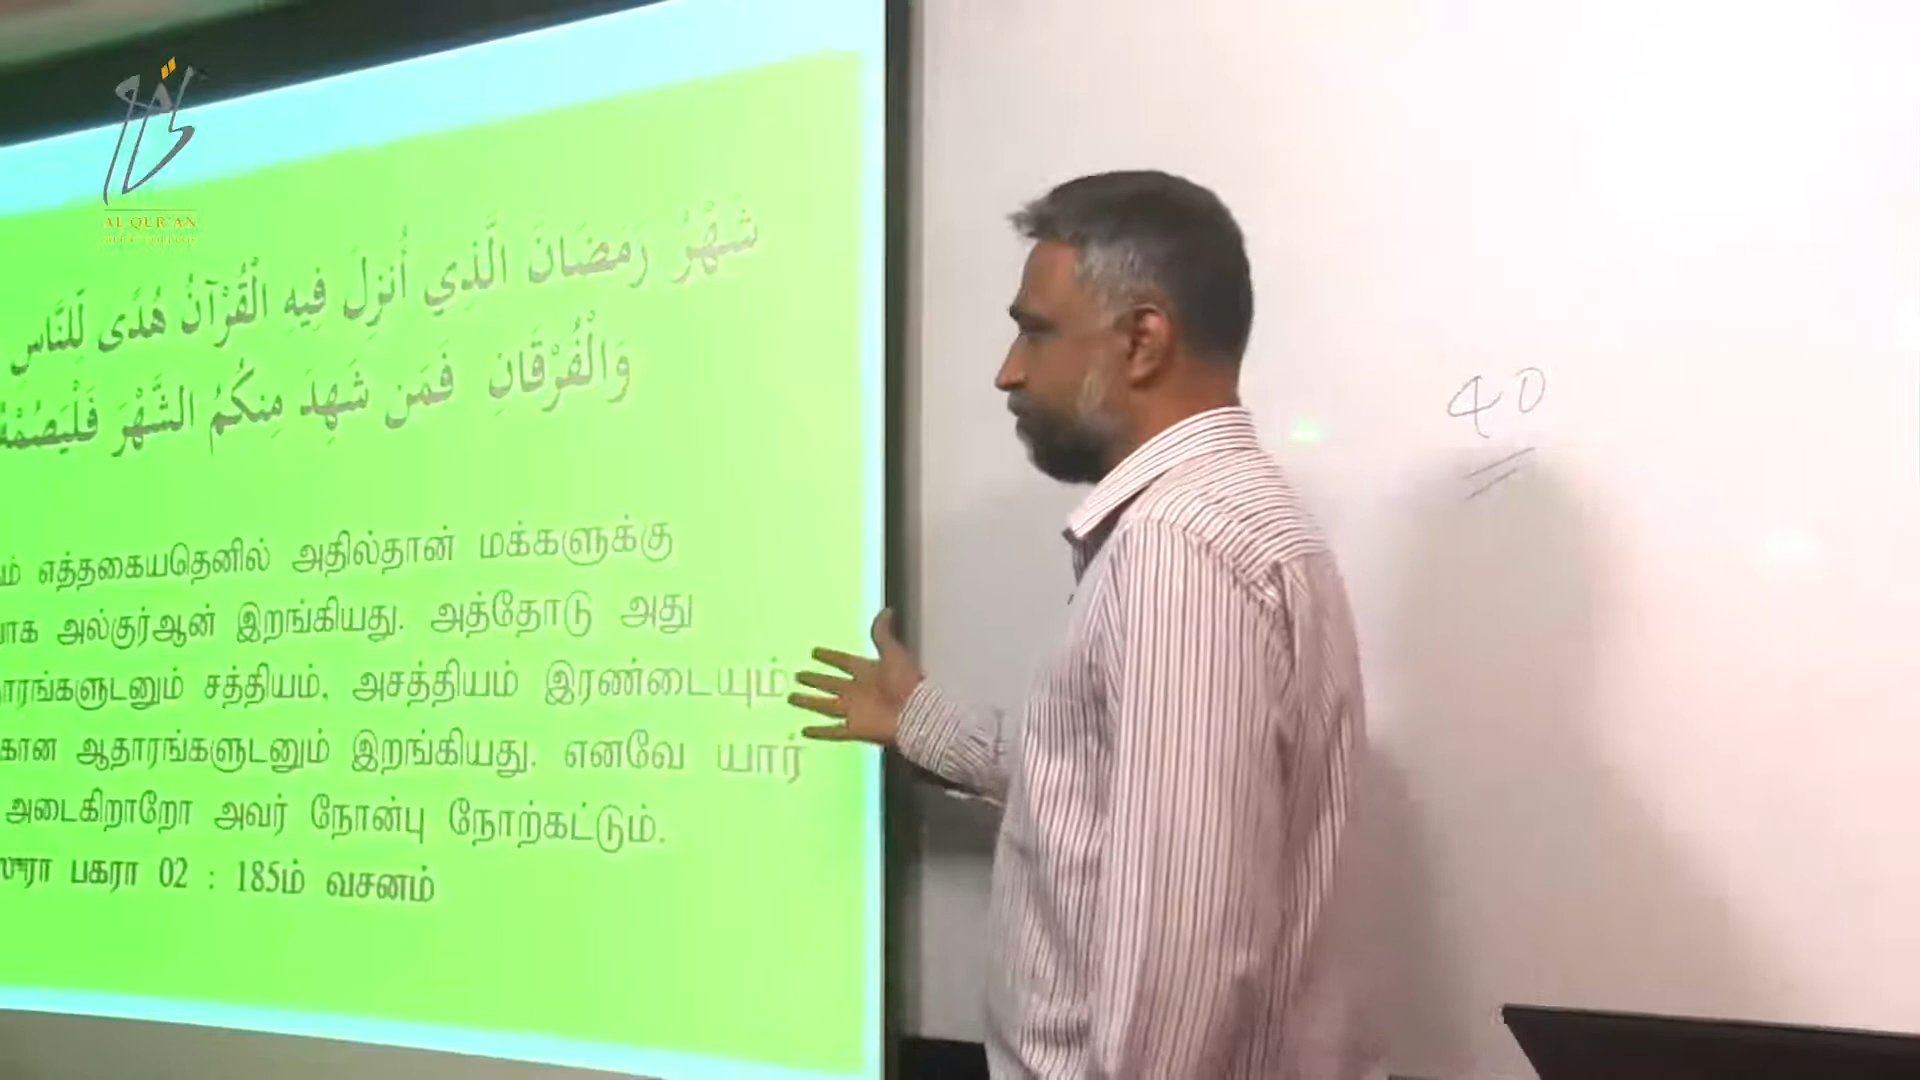 AL QUR'AN
شَهْرُ رَمَضَانَ الَّذِي أُنزِلَ فِيهِ الْقُرْآنُ هُدًى لِّلنَّاسِ
وَالْفُرْقَانِ فَمَن شَهِدَ مِنكُمُ الشَّهْرَ فَلْيَصُمْهُ
எத்தகையதெனில் அதில்தான் மக்களுக்கு
அல்குர்ஆன் இறங்கியது. அத்தோடு அது
சத்தியம், அசத்தியம் இரண்டையும்
ஆதாரங்களுடனும் இறங்கியது. எனவே யார்
அடைகிறாறோ அவர் நோன்பு நோற்கட்டும்.
பகரா 02 : 185ம் வசனம்
40